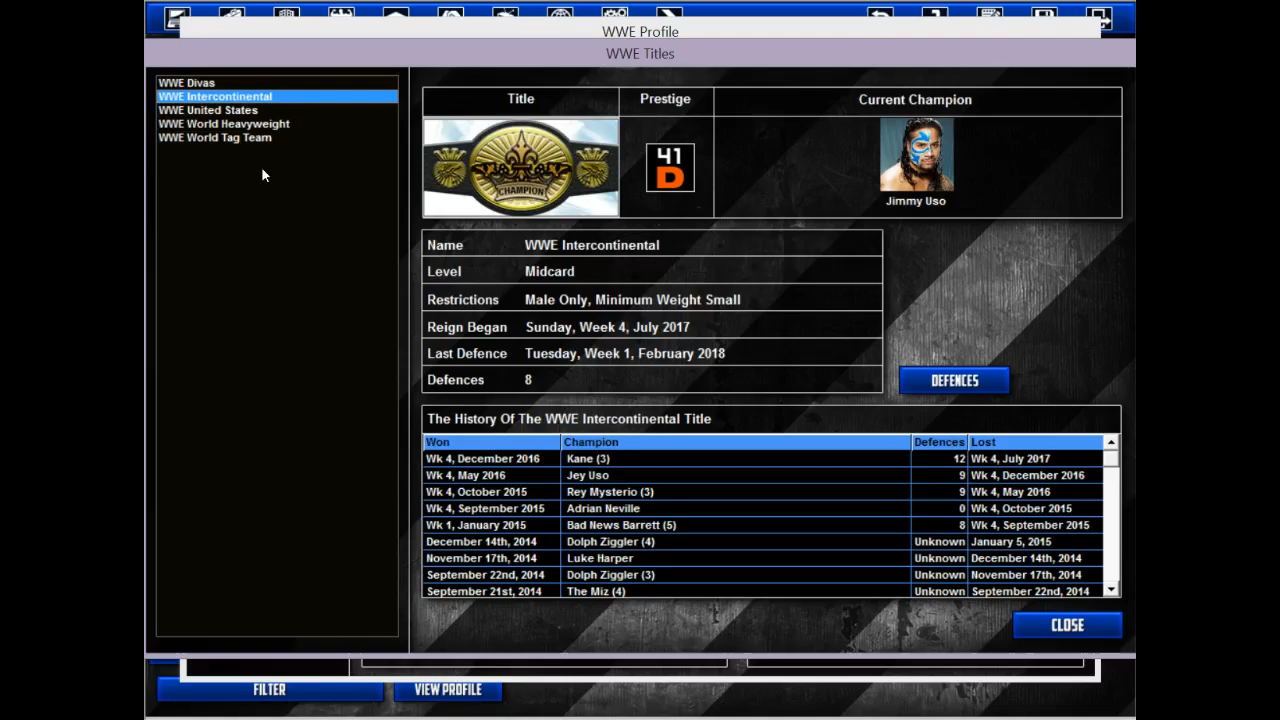 WWE Profile
WWE Titles
WWE Divas
WWE Intercontinental
WWE United States
WWE World Heavyweight
WWE World Tag Team
Title Prestige Current Champion
CHAMPION
41
D
Jimmy Uso
Name WWE Intercontinental
Level Midcard
Restrictions Male Only, Minimum Weight Small
Reign Began Sunday, Week 4, July 2017
Last Defence Tuesday, Week 1, February 2018
Defences 8
DEFENCES
The History Of The WWE Intercontinental Title
Won Champion Defences Lost
Wk 4, December 2016 Kane (3) 12 Wk 4, July 2017
Wk 4, May 2016 Jey Uso 9 Wk 4, December 2016
Wk 4, October 2015 Rey Mysterio (3) 9 Wk 4, May 2016
Wk 4, September 2015 Adrian Neville 0 Wk 4, October 2015
Wk 1, January 2015 Bad News Barrett (5) 8 Wk 4, September 2015
December 14th, 2014 Dolph Ziggler (4) Unknown January 5, 2015
November 17th, 2014 Luke Harper Unknown December 14th, 2014
September 22nd, 2014 Dolph Ziggler (3) Unknown November 17th, 2014
September 21st, 2014 The Miz (4) Unknown September 22nd, 2014
CLOSE
FILTER VIEW PROFILE